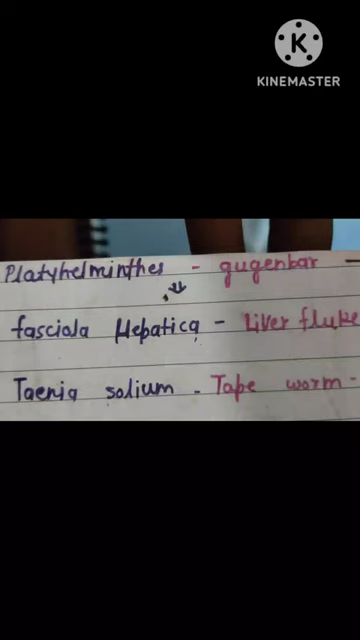 KINEMASTER
Platyhelminthes - gugenbar -
fasciola Hepatica - Liver fluke
Taenia solium - Tape worm -